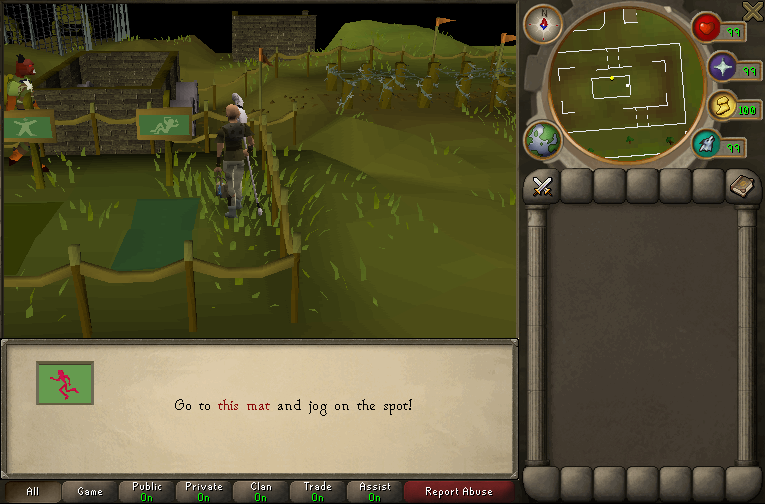 N
99
99
100
99
Go to this mat and jog on the spot!
All
Game
Public
On
Private
On
Clan
On
Trade
On
Assist
On
Report Abuse